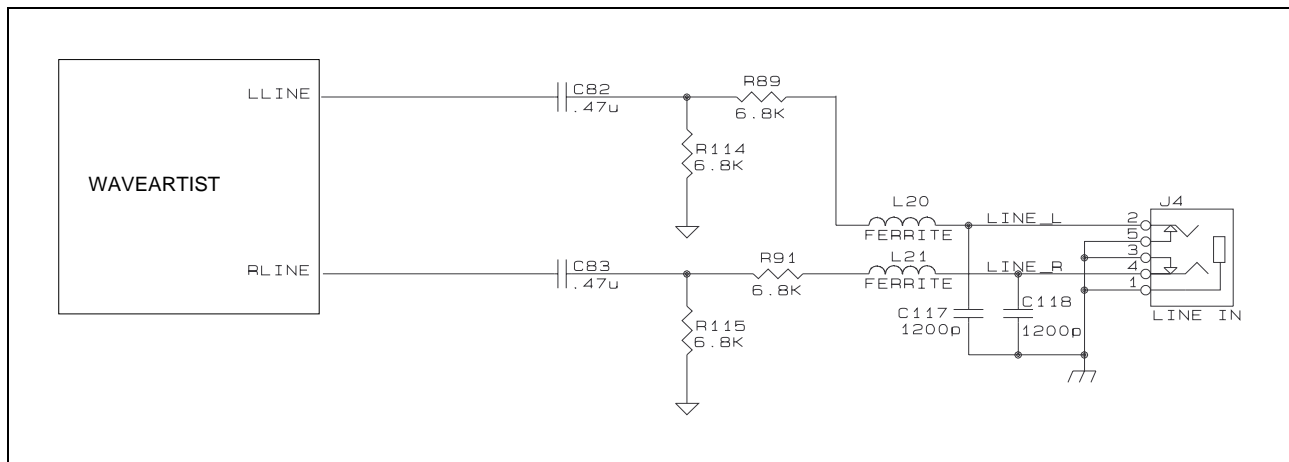 LLINE
C82
.47u
R89
6.8K
R114
6.8K
WAVEARTIST
L20
FERRITE
LINE_L
J4
2
5
3
4
1
RLINE
C83
.47u
R91
6.8K
L21
FERRITE
LINE_R
R115
6.8K
C117
1200p
C118
1200p
LINE IN